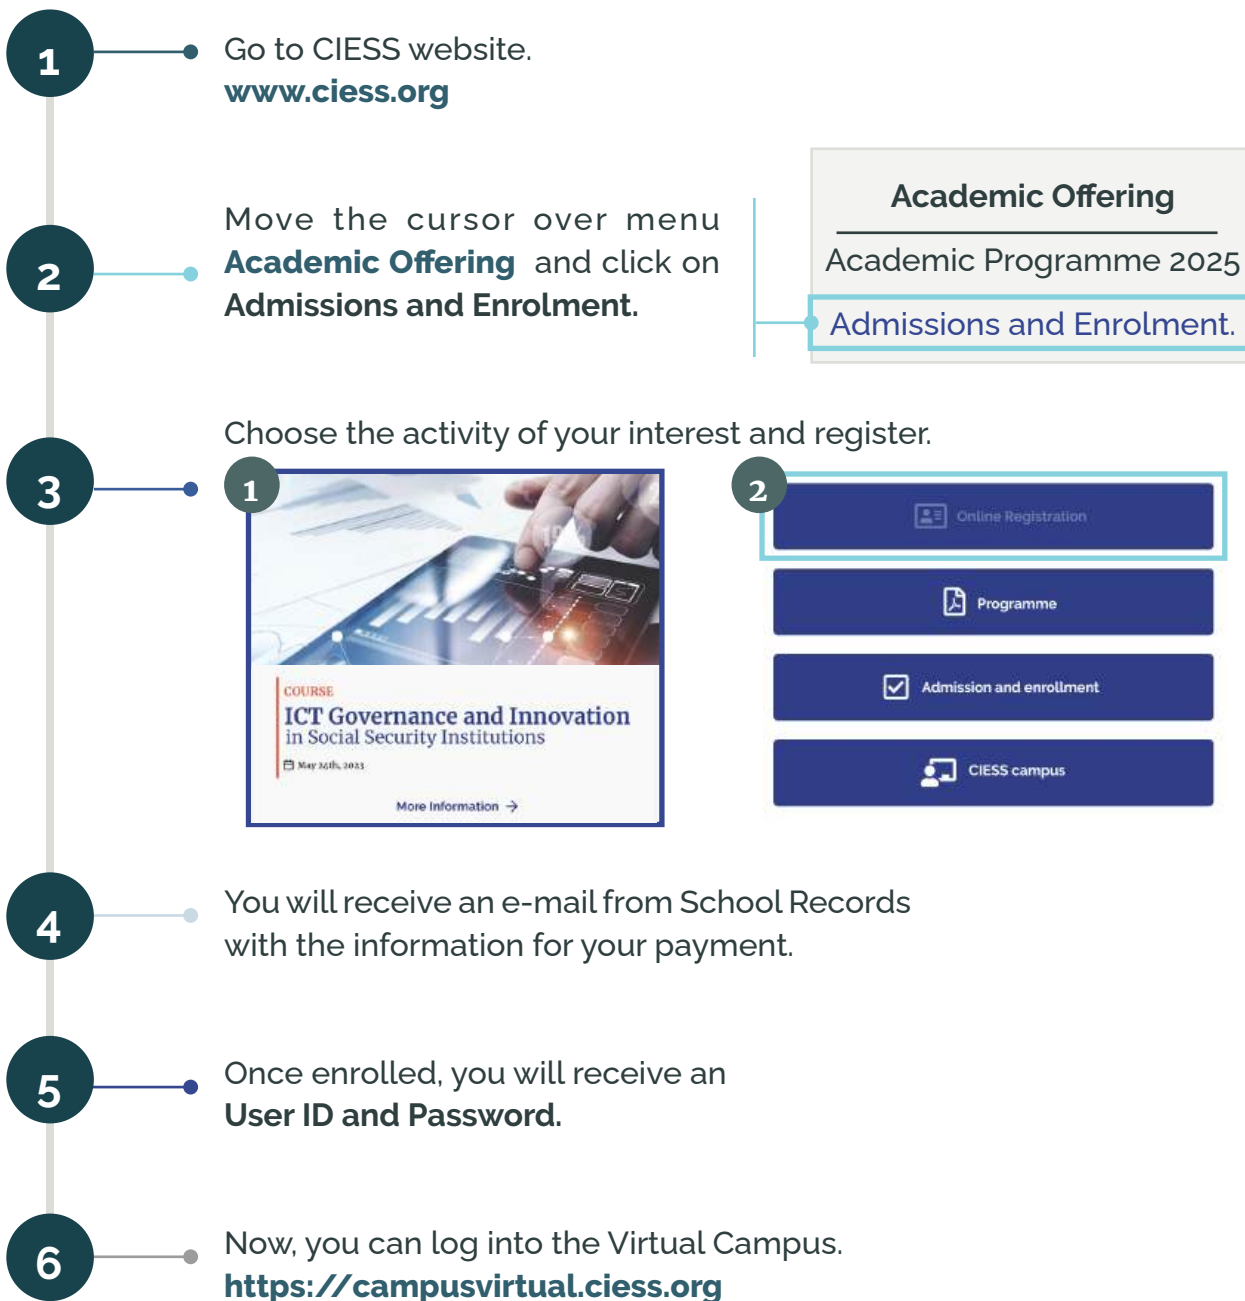 1
Go to CIESS website.
www.ciess.org
2
Move the cursor over menu
Academic Offering and click on
Admissions and Enrolment.
Academic Offering
Academic Programme 2025
Admissions and Enrolment.
3
Choose the activity of your interest and register.
1
COURSE
ICT Governance and Innovation
in Social Security Institutions
May 24th, 2023
More Information →
2
Online Registration
Programme
Admission and enrollment
CIESS campus
4
You will receive an e-mail from School Records
with the information for your payment.
5
Once enrolled, you will receive an
User ID and Password.
6
Now, you can log into the Virtual Campus.
https://campusvirtual.ciess.org